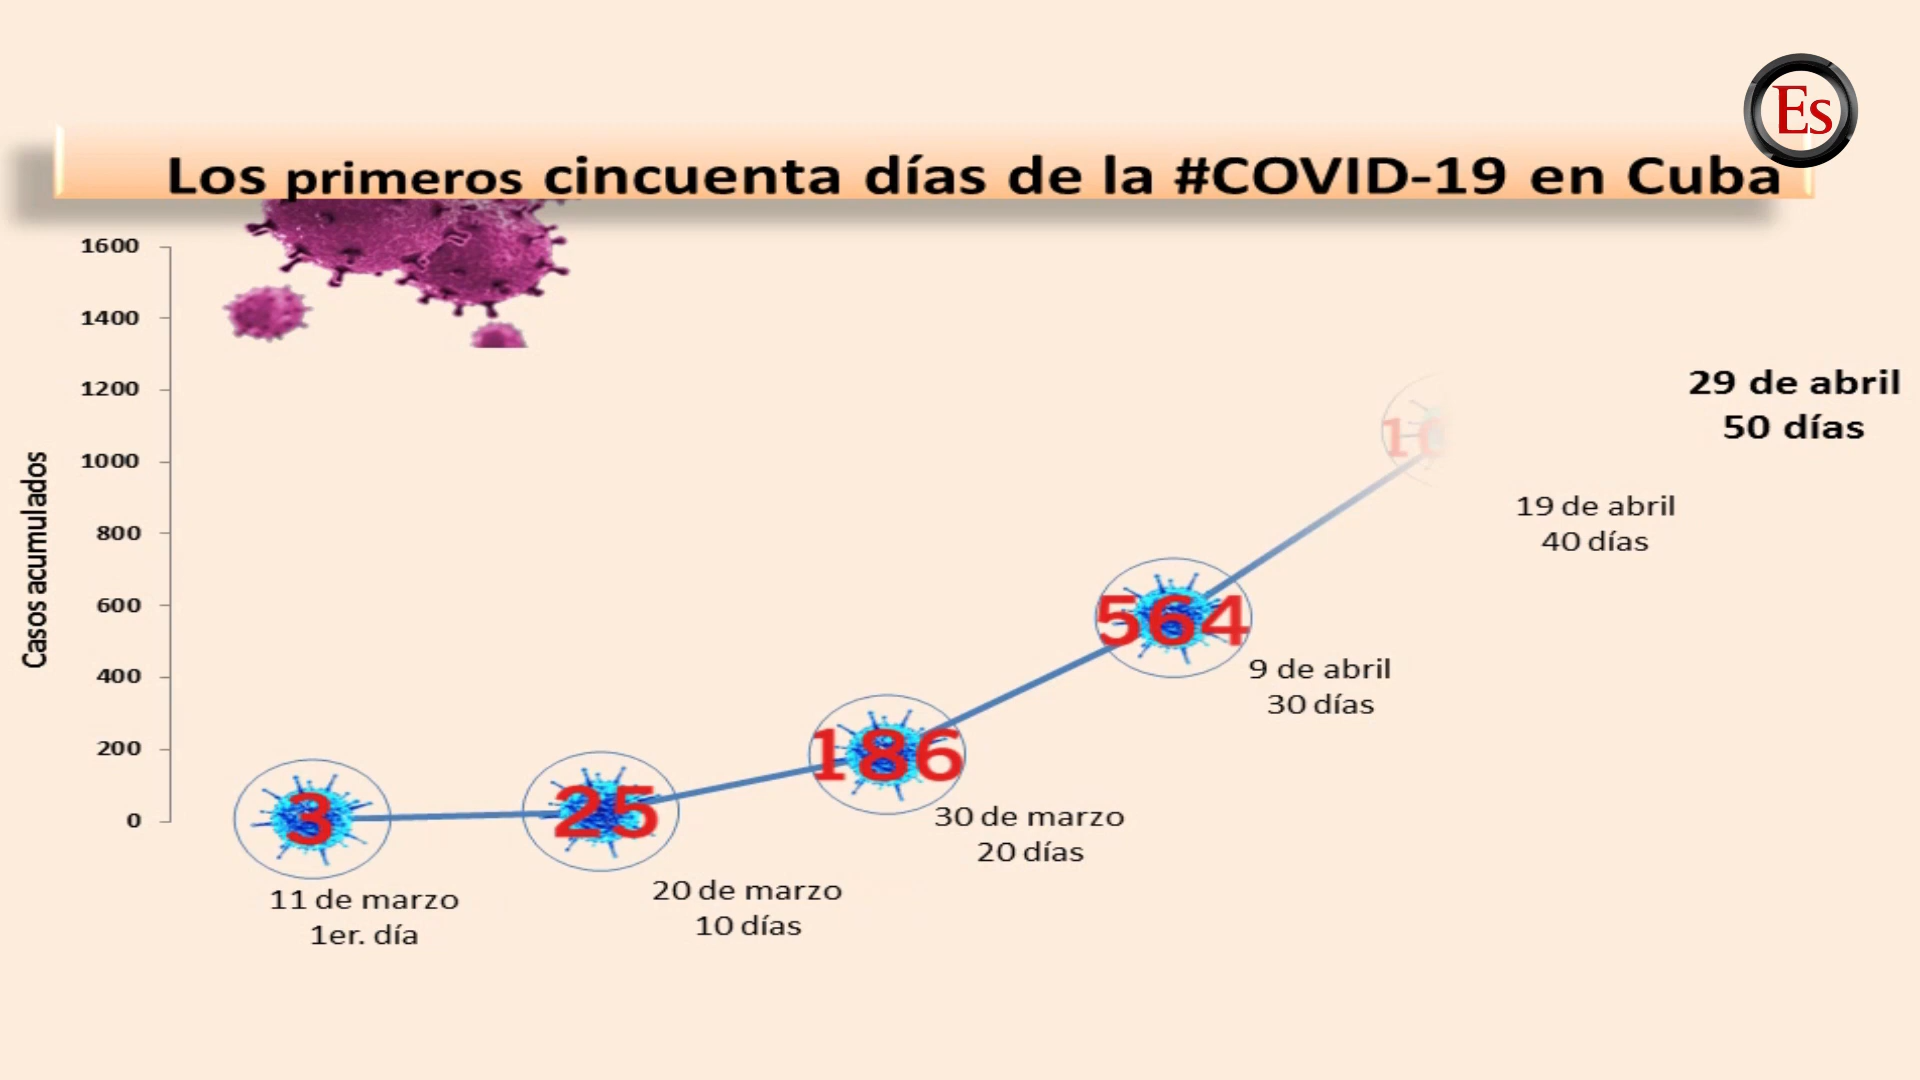 Es
Los primeros cincuenta días de la #COVID-19 en Cuba
1600
1400
1200
1000
800
600
400
200
0
Casos acumulados
3
25
186
564
11 de marzo
1er. día
20 de marzo
10 días
30 de marzo
20 días
9 de abril
30 días
19 de abril
40 días
29 de abril
50 días